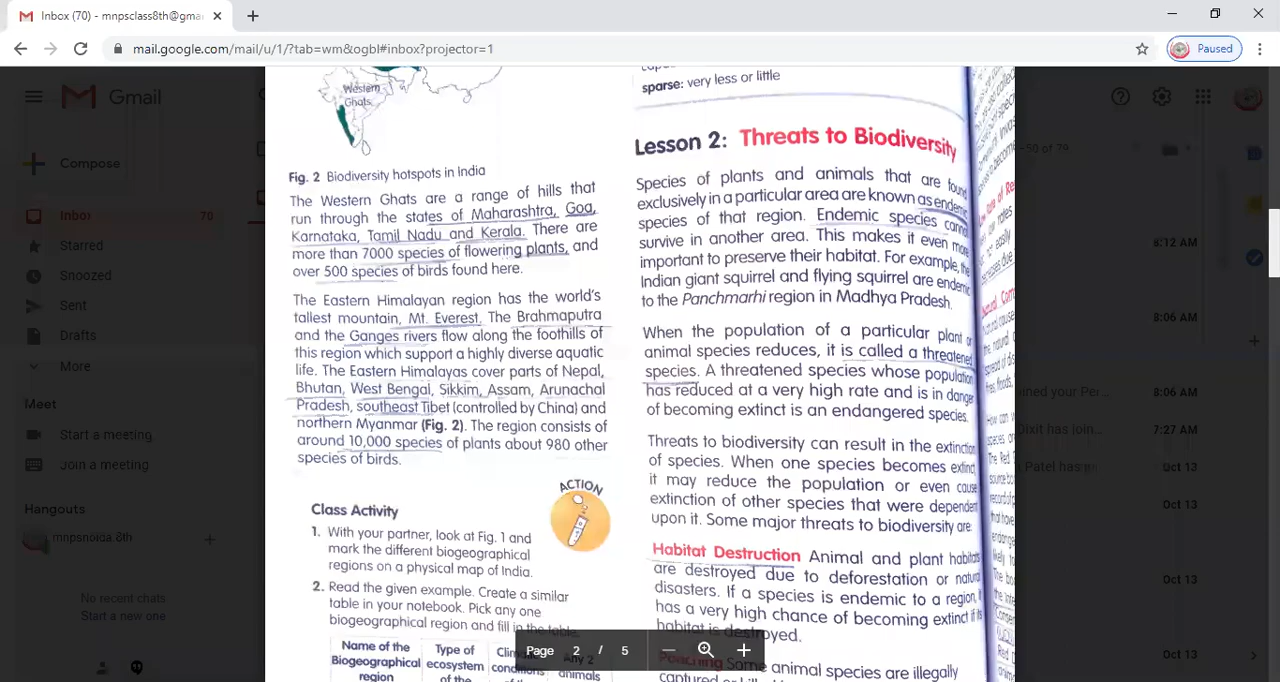 Inbox (70) - mnpsclass8th@gma
mail.google.com/mail/u/1/?tab=wm&ogbl#inbox?projector=1
Paused
Gmail
Compose
Inbox 70
Starred
Snoozed
Sent
Drafts
More
Meet
Start a meeting
Join a meeting
Hangouts
mnpsnoida.8th
No recent chats
Start a new one
Western
Ghats
Fig. 2 Biodiversity hotspots in India
The Western Ghats are a range of hills that
run through the states of Maharashtra, Goa,
Karnataka, Tamil Nadu and Kerala. There are
more than 7000 species of flowering plants, and
over 500 species of birds found here.
The Eastern Himalayan region has the world's
tallest mountain, Mt. Everest. The Brahmaputra
and the Ganges rivers flow along the foothills of
this region which support a highly diverse aquatic
life. The Eastern Himalayas cover parts of Nepal,
Bhutan, West Bengal, Sikkim, Assam, Arunachal
Pradesh, southeast Tibet (controlled by China) and
northern Myanmar (Fig. 2). The region consists of
around 10,000 species of plants about 980 other
species of birds.
ACTION
Class Activity
1. With your partner, look at Fig. 1 and
mark the different biogeographical
regions on a physical map of India.
2. Read the given example. Create a similar
table in your notebook. Pick any one
biogeographical region and fill in the table.
Name of the
Biogeographical
region
Type of
ecosystem
of the
conditions
Any 2
animals
sparse: very less or little
Lesson 2: Threats to Biodiversity
Species of plants and animals that are found
exclusively in a particular area are known as endemic
species of that region. Endemic species
survive in another area. This makes it even more
important to preserve their habitat. For example, the
Indian giant squirrel and flying squirrel are endemic
to the Panchmarhi region in Madhya Pradesh.
When the population of a particular plant or
animal species reduces, it is called a threatened
species. A threatened species whose population
has reduced at a very high rate and is in danger
of becoming extinct is an endangered species.
Threats to biodiversity can result in the extinction
of species. When one species becomes extinct
it may reduce the population or even cause
extinction of other species that were dependent
upon it. Some major threats to biodiversity are:
Habitat Destruction Animal and plant habitats
are destroyed due to deforestation or natural
disasters. If a species is endemic to a region, it
has a very high chance of becoming extinct if its
habitat is destroyed.
Poaching Some animal species are illegally
Page 2 / 5
8:12 AM
8:06 AM
8:06 AM
7:27 AM
Oct 13
Oct 13
Oct 13
Oct 13